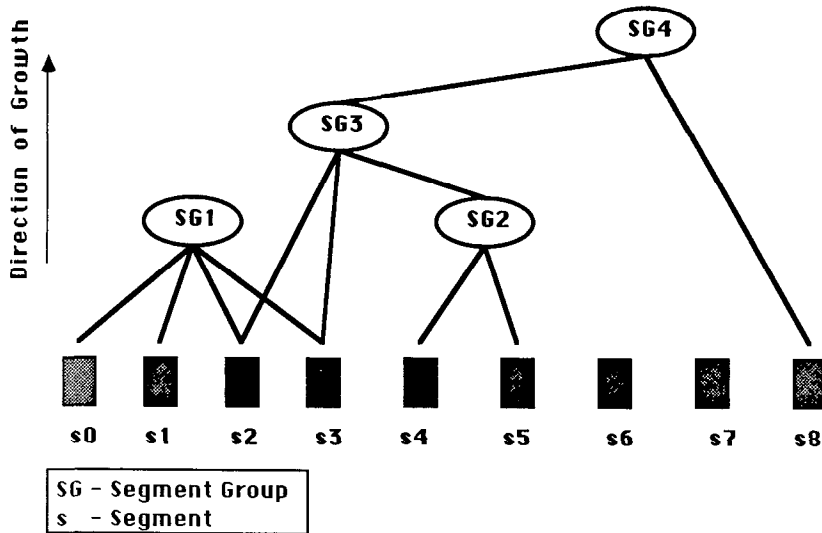 SG4
SG3
SG1
SG2
Direction of Growth
s0 s1 s2 s3 s4 s5 s6 s7 s8
SG - Segment Group
s - Segment